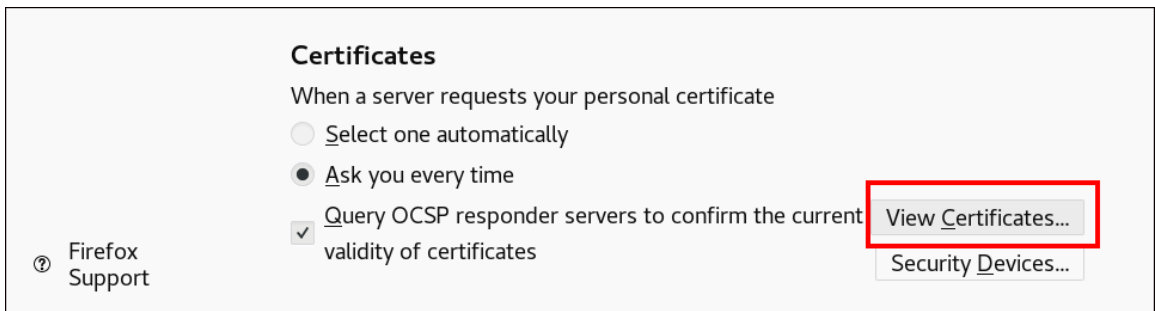 Certificates
When a server requests your personal certificate
Select one automatically
Ask you every time
Query OCSP responder servers to confirm the current
validity of certificates
View Certificates...
Security Devices...
Firefox
Support